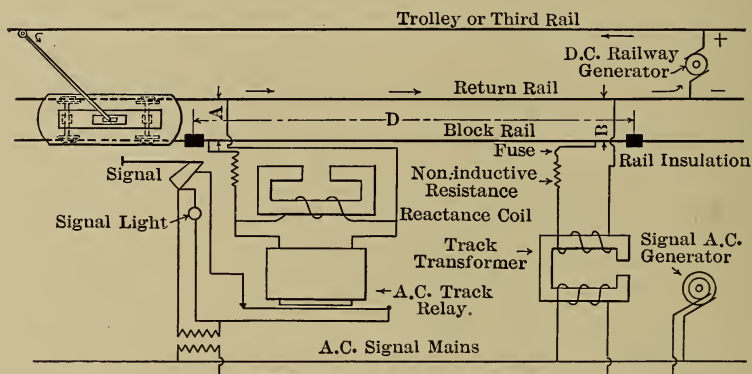 Trolley or Third Rail
+
D.C. Railway
Generator
Return Rail
−
A
D
B
Block Rail
Fuse
Rail Insulation
Signal
Non-inductive
Resistance
Signal Light
Reactance Coil
Track
Transformer
Signal A.C.
Generator
A.C. Track
Relay.
A.C. Signal Mains